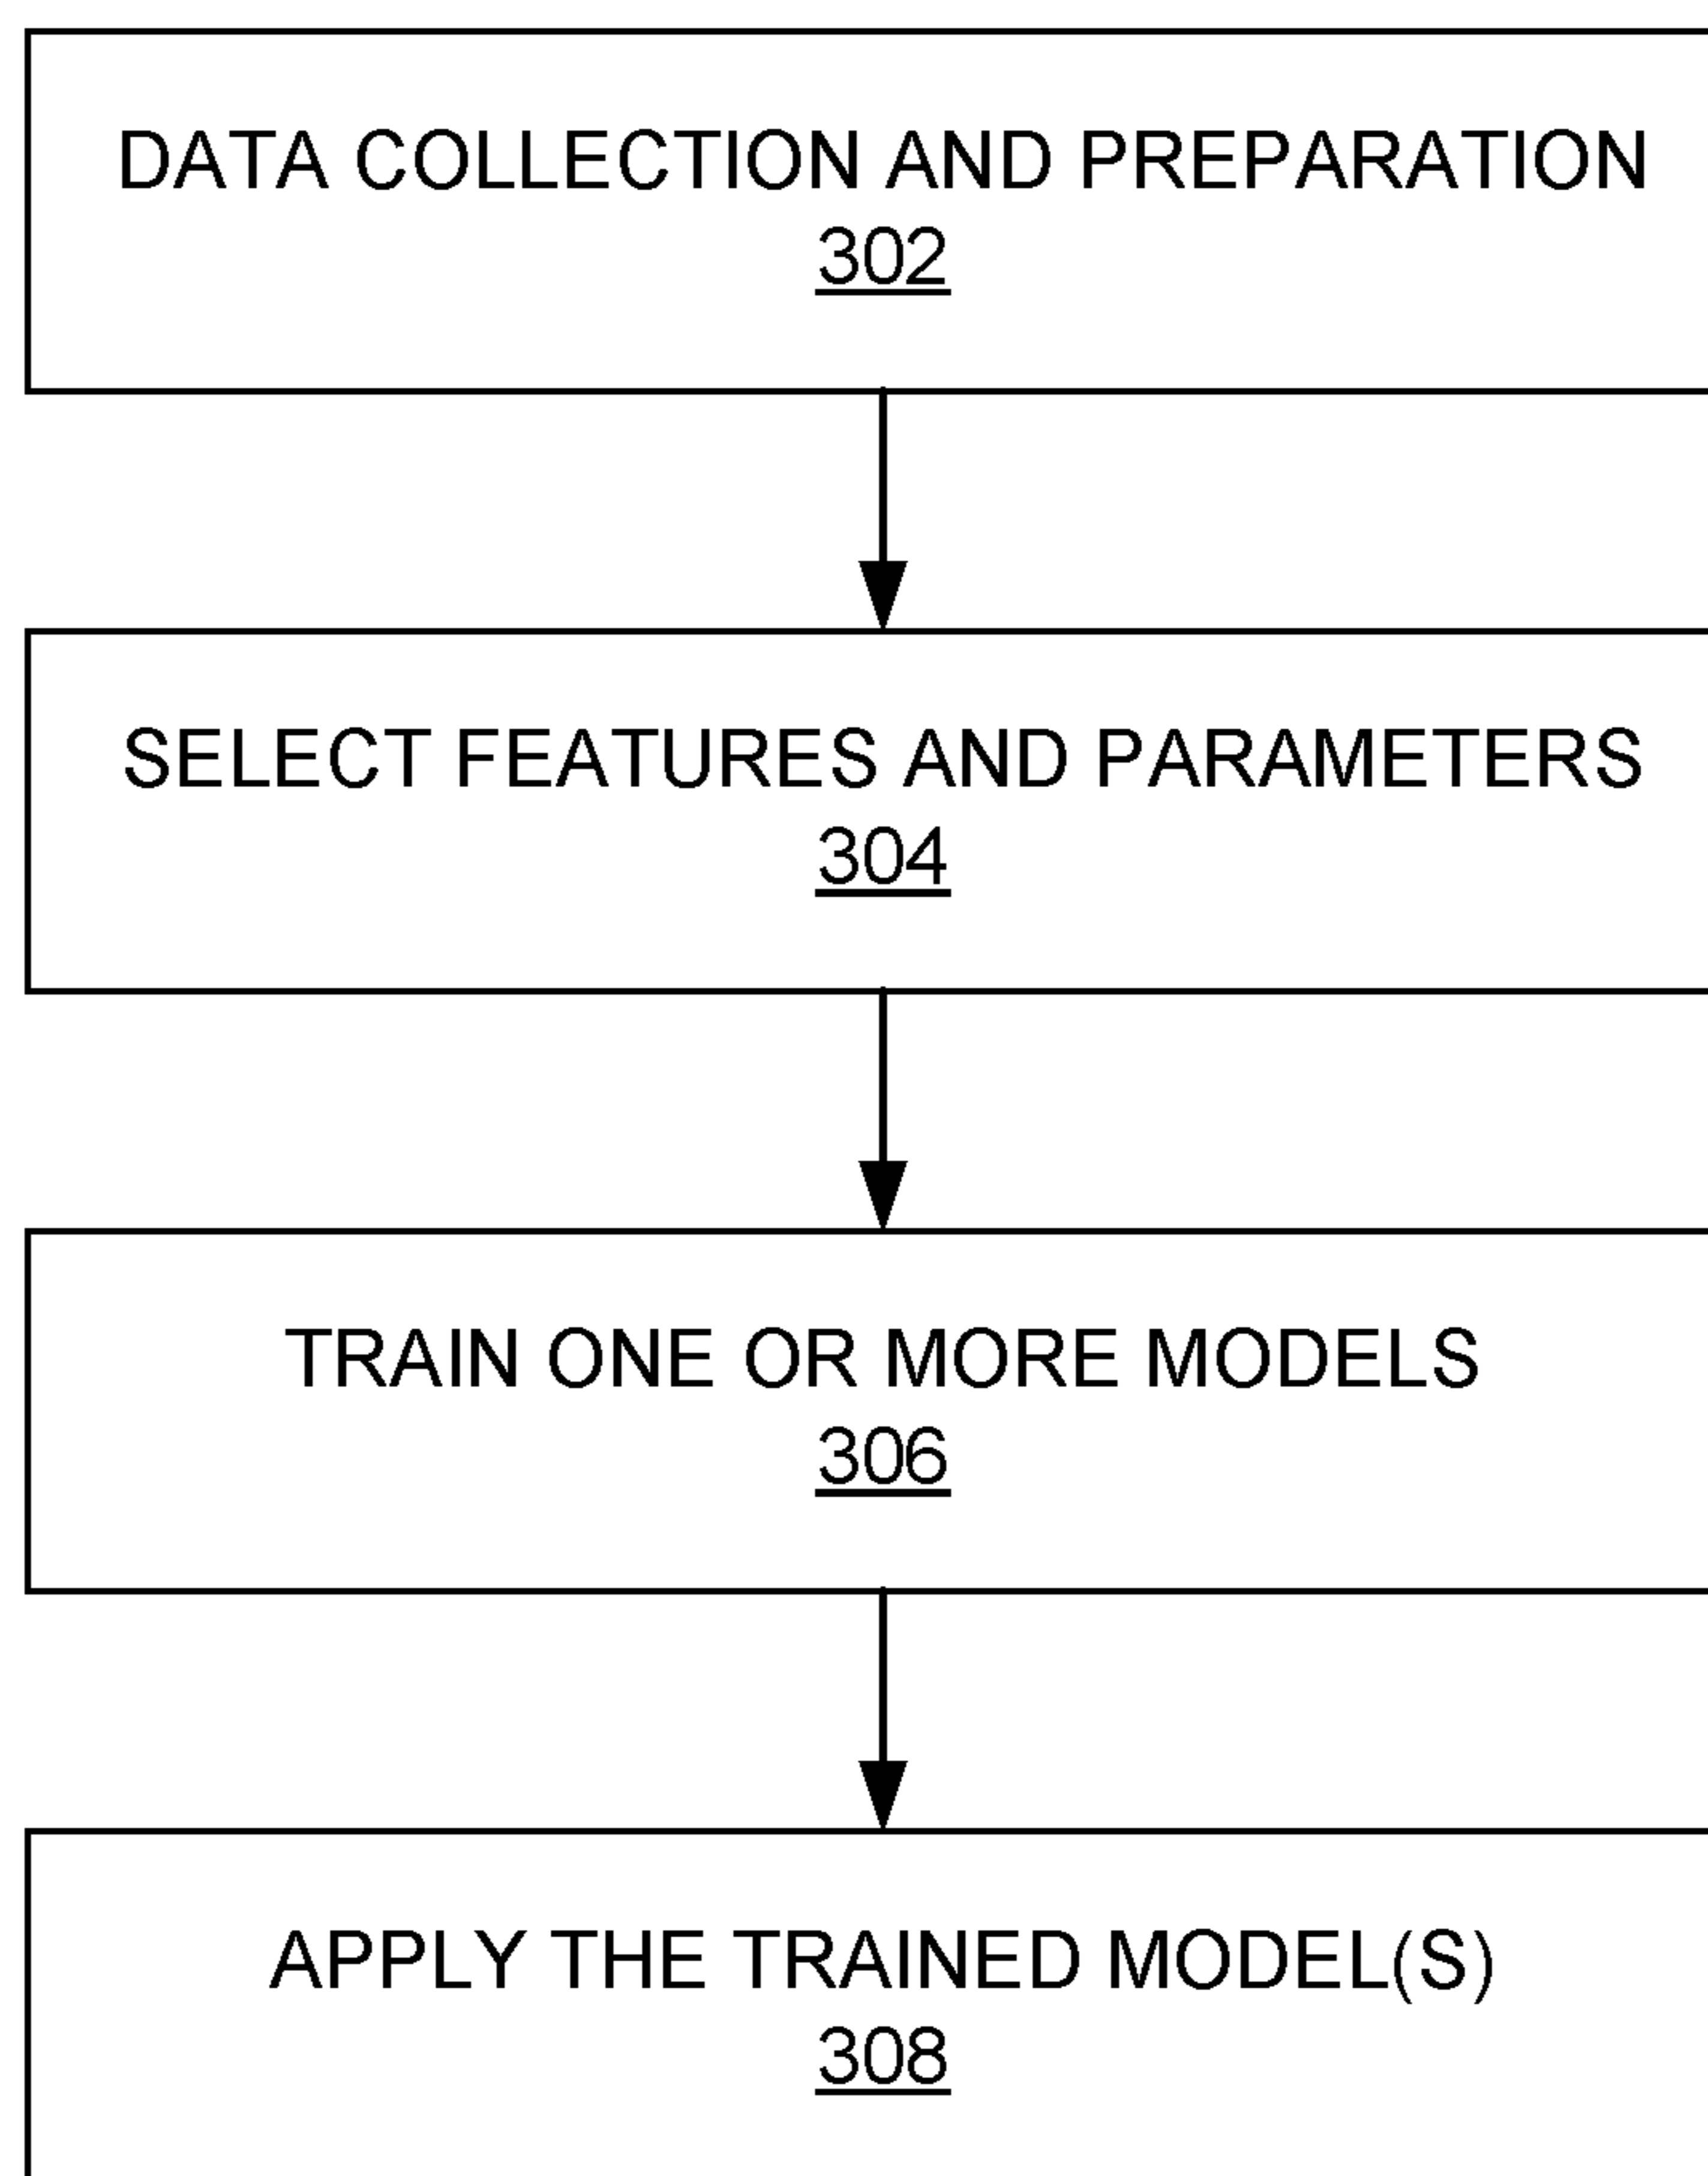 DATA COLLECTION AND PREPARATION
302
SELECT FEATURES AND PARAMETERS
304
TRAIN ONE OR MORE MODELS
306
APPLY THE TRAINED MODEL(S)
308